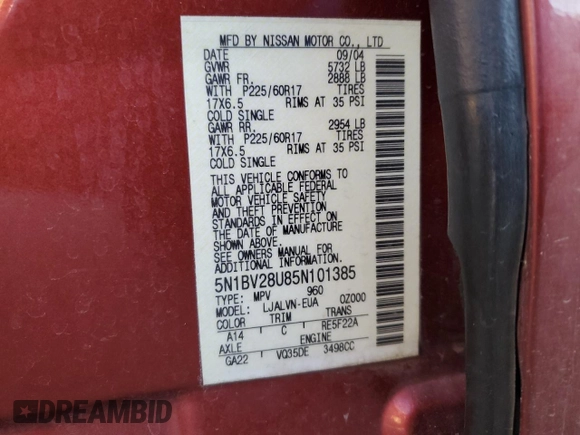 MFD BY NISSAN MOTOR CO., LTD
DATE 09/04
GVWR 5732 LB
GAWR FR. 2888 LB
WITH P225/60R17 TIRES
17X6.5 RIMS AT 35 PSI
COLD SINGLE
GAWR RR. 2954 LB
WITH P225/60R17 TIRES
17X6.5 RIMS AT 35 PSI
COLD SINGLE
THIS VEHICLE CONFORMS TO
ALL APPLICABLE FEDERAL
MOTOR VEHICLE SAFETY
AND THEFT PREVENTION
STANDARDS IN EFFECT ON
THE DATE OF MANUFACTURE
SHOWN ABOVE.
SEE OWNERS MANUAL FOR
ADDITIONAL INFORMATION.
5N1BV28U85N101385
TYPE: MPV 960
MODEL: LJALVN-EUA 0Z000
COLOR TRIM TRANS
A14 C RE5F22A
AXLE ENGINE
GA22 VQ35DE 3498CC
DREAMBID